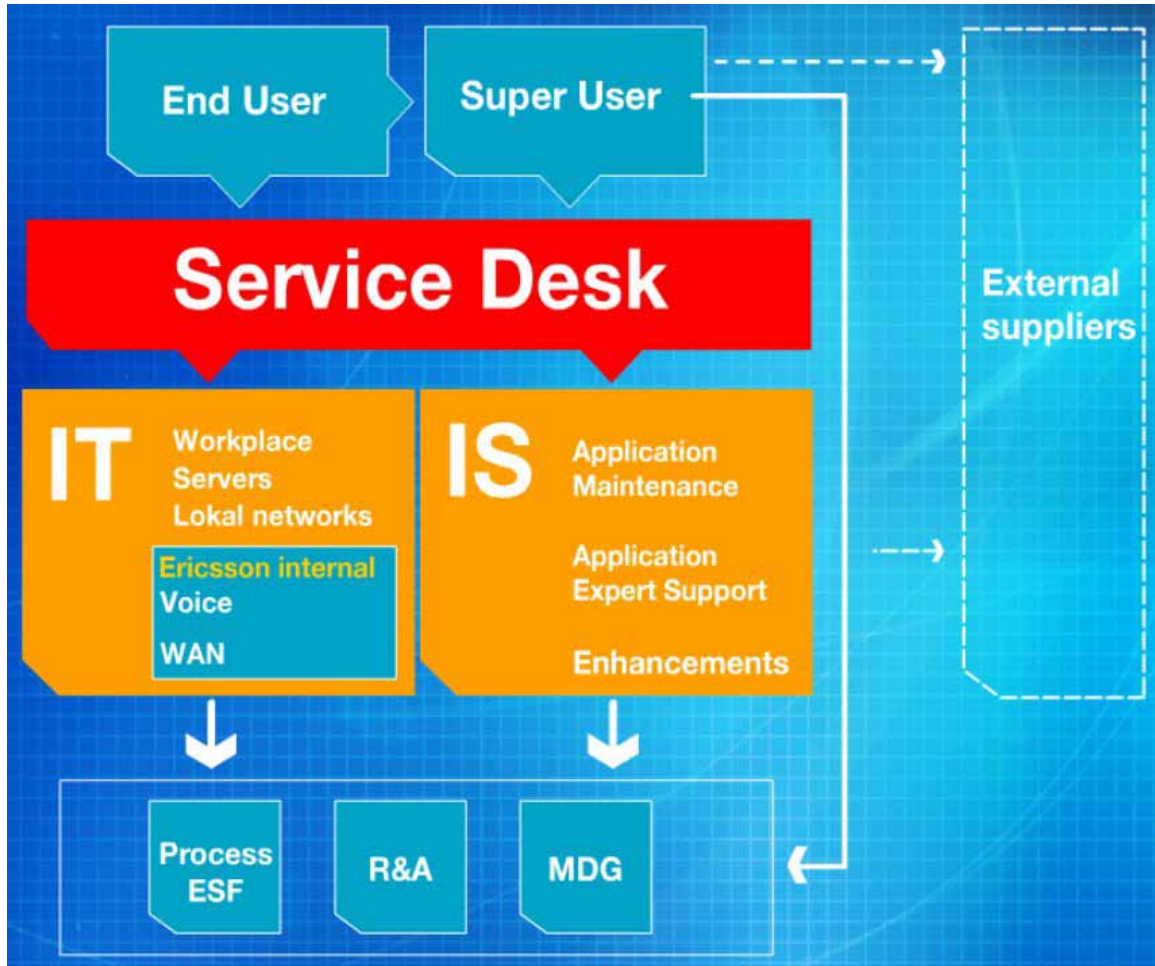 End User
Super User
Service Desk
External
suppliers
IT
Workplace
Servers
Lokal networks
Ericsson internal
Voice
WAN
IS
Application
Maintenance
Application
Expert Support
Enhancements
Process
ESF
R&A
MDG